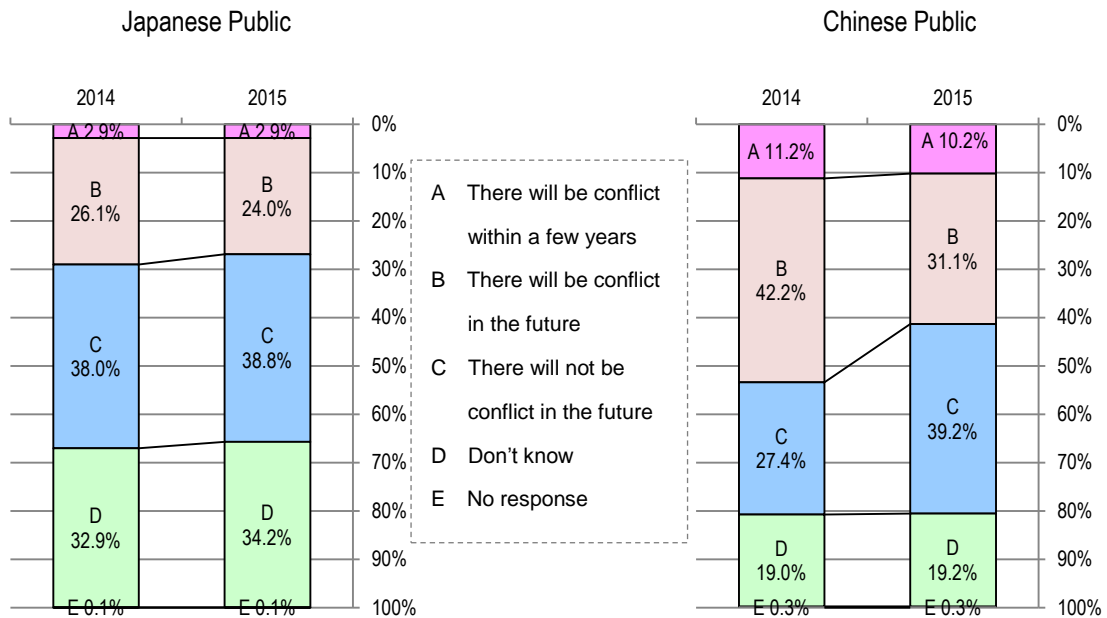 Japanese Public
2014
2015
A 2.9%
A 2.9%
B
26.1%
B
24.0%
C
38.0%
C
38.8%
D
32.9%
D
34.2%
E 0.1%
E 0.1%
0%
10%
20%
30%
40%
50%
60%
70%
80%
90%
100%
A There will be conflict
within a few years
B There will be conflict
in the future
C There will not be
conflict in the future
D Don’t know
E No response
Chinese Public
2014
2015
A 11.2%
A 10.2%
B
42.2%
B
31.1%
C
27.4%
C
39.2%
D
19.0%
D
19.2%
E 0.3%
E 0.3%
0%
10%
20%
30%
40%
50%
60%
70%
80%
90%
100%